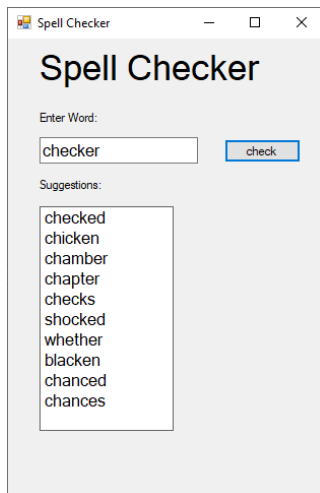 Spell Checker
Spell Checker
Enter Word:
checker
check
Suggestions:
checked
chicken
chamber
chapter
checks
shocked
whether
blacken
chanced
chances